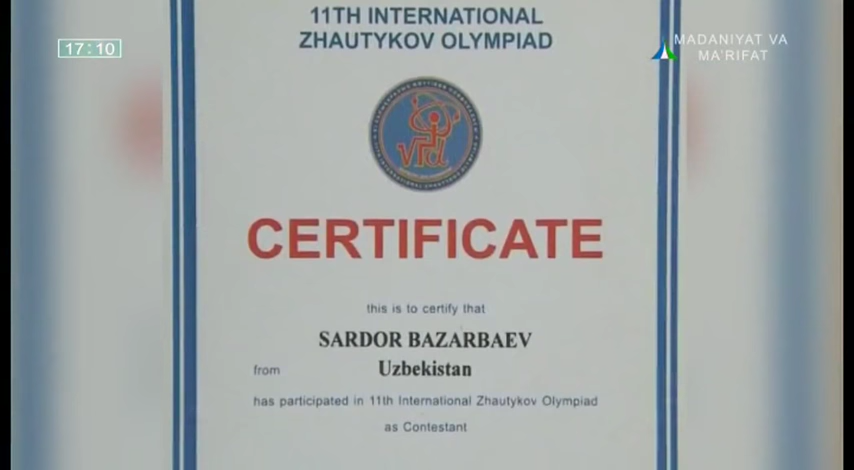 17:10
MADANIYAT VA
MA'RIFAT
11TH INTERNATIONAL
ZHAUTYKOV OLYMPIAD
CERTIFICATE
this is to certify that
SARDOR BAZARBAEV
from Uzbekistan
has participated in 11th International Zhautykov Olympiad
as Contestant